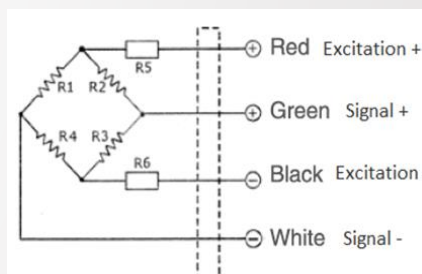 R5
Red Excitation +
R1 R2
Green Signal +
R4 R3
R6
Black Excitation
White Signal -